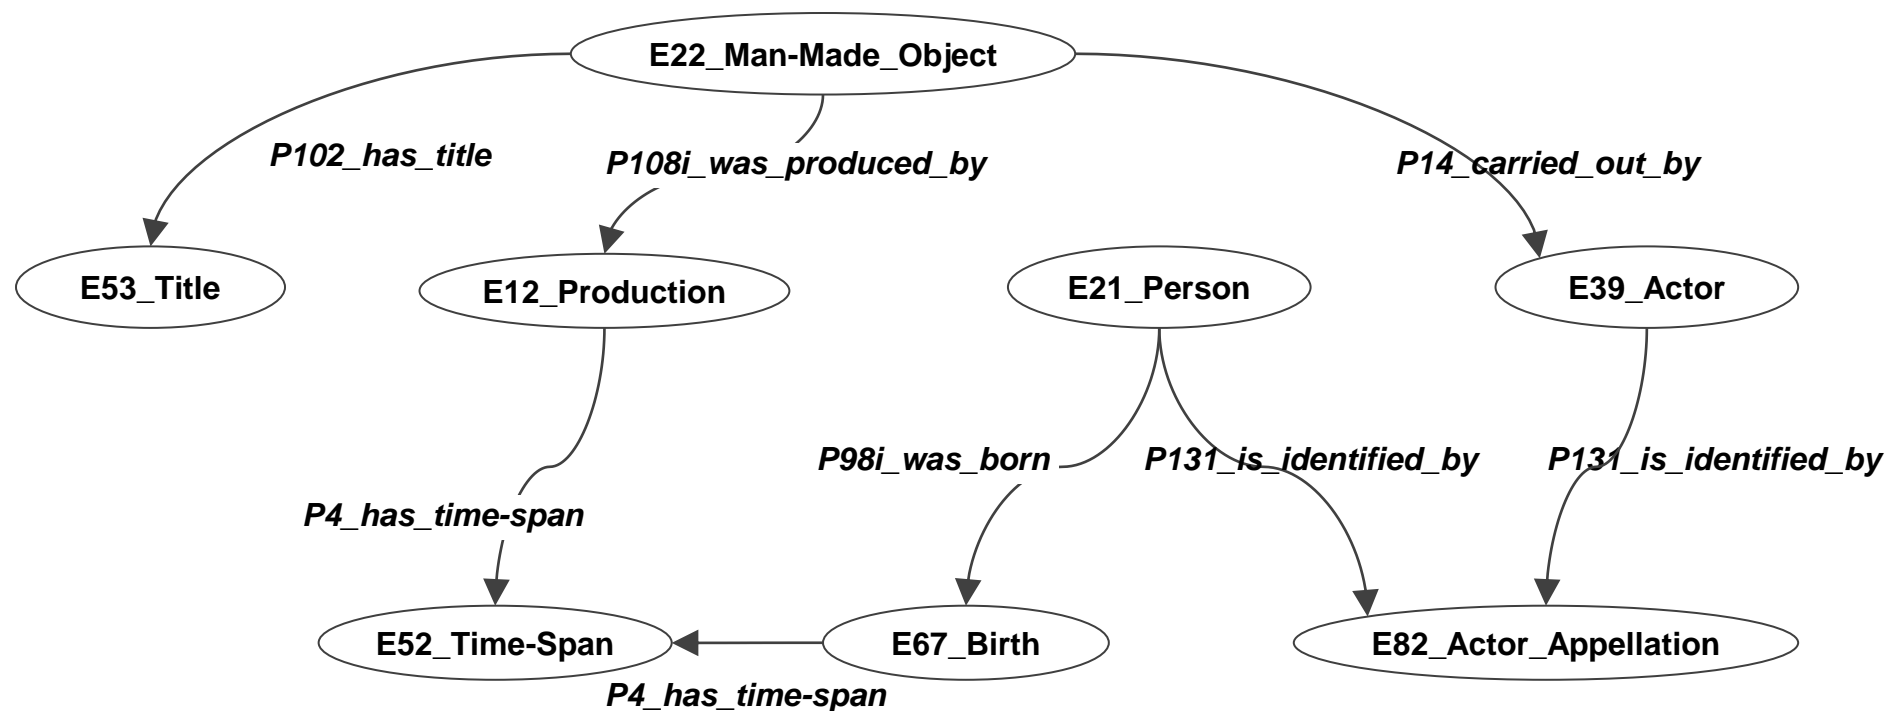 E22_Man-Made_Object
P102_has_title
P108i_was_produced_by
P14_carried_out_by
E53_Title
E12_Production
E21_Person
E39_Actor
P98i_was_born
P131_is_identified_by
P131_is_identified_by
P4_has_time-span
E52_Time-Span
E67_Birth
E82_Actor_Appellation
P4_has_time-span